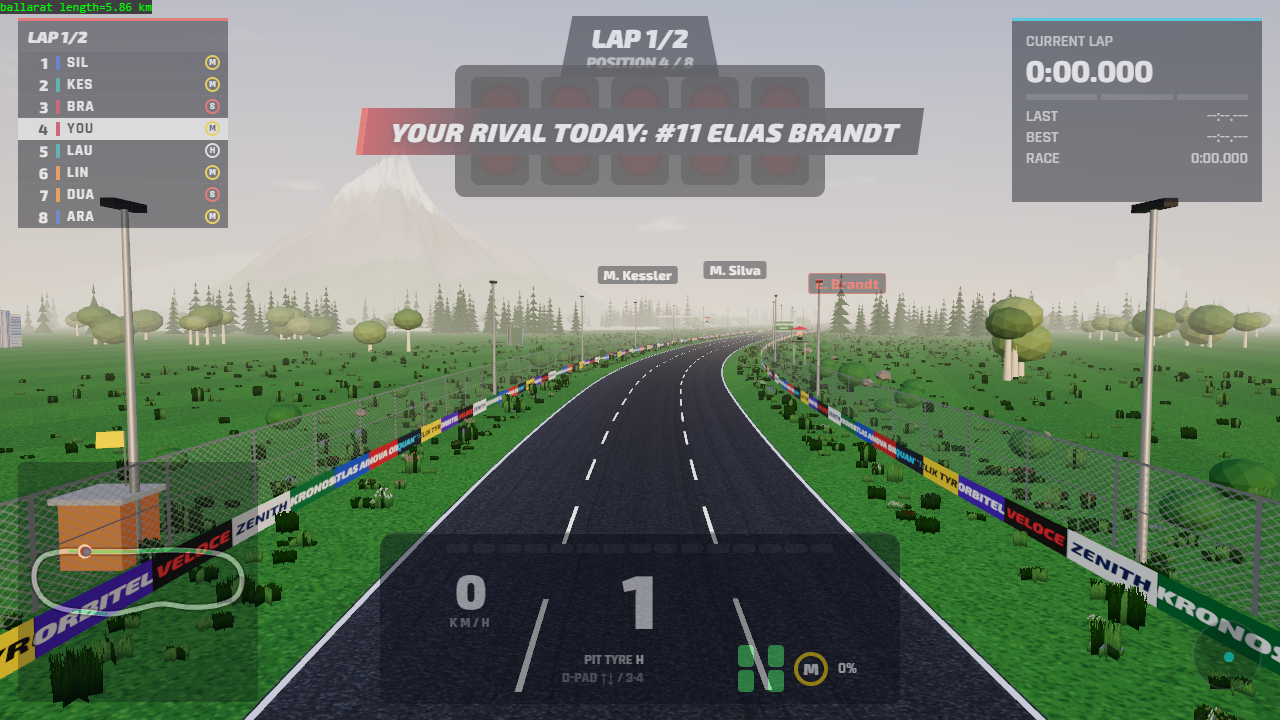 ballarat length=5.86 km
LAP 1/2
1 SIL M
2 KES M
3 BRA S
4 YOU M
5 LAU H
6 LIN M
7 DUA S
8 ARA M
LAP 1/2
POSITION 4 / 8
YOUR RIVAL TODAY: #11 ELIAS BRANDT
CURRENT LAP
0:00.000
LAST --:--.---
BEST --:--.---
RACE 0:00.000
M. Kessler
M. Silva
E. Brandt
ORBITEL
VELOCE
ZENITH
KRONOS
ORBITEL
VELOCE
ZENITH
KRONOS
0
KM/H
1
PIT TYRE H
D-PAD ↑↓ / 3-4
M 0%